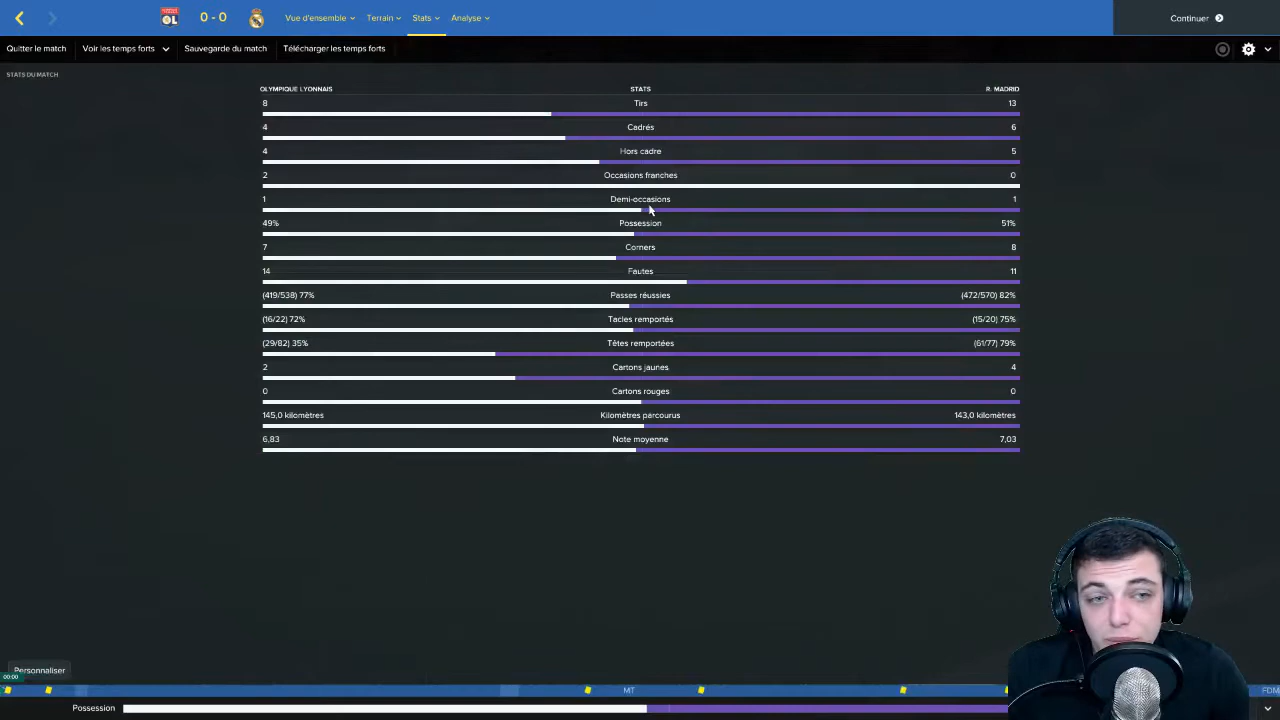 OL 0 - 0 Vue d'ensemble Terrain Stats Analyse Continuer
Quitter le match Voir les temps forts Sauvegarde du match Télécharger les temps forts
STATS DU MATCH
OLYMPIQUE LYONNAIS STATS R. MADRID
8 Tirs 13
4 Cadrés 6
4 Hors cadre 5
2 Occasions franches 0
1 Demi-occasions 1
49% Possession 51%
7 Corners 8
14 Fautes 11
(419/538) 77% Passes réussies (472/570) 82%
(16/22) 72% Tacles remportés (15/20) 75%
(29/82) 35% Têtes remportées (61/77) 79%
2 Cartons jaunes 4
0 Cartons rouges 0
145,0 kilomètres Kilomètres parcourus 143,0 kilomètres
6,83 Note moyenne 7,03
Personnaliser
00:00
MT FDM
Possession